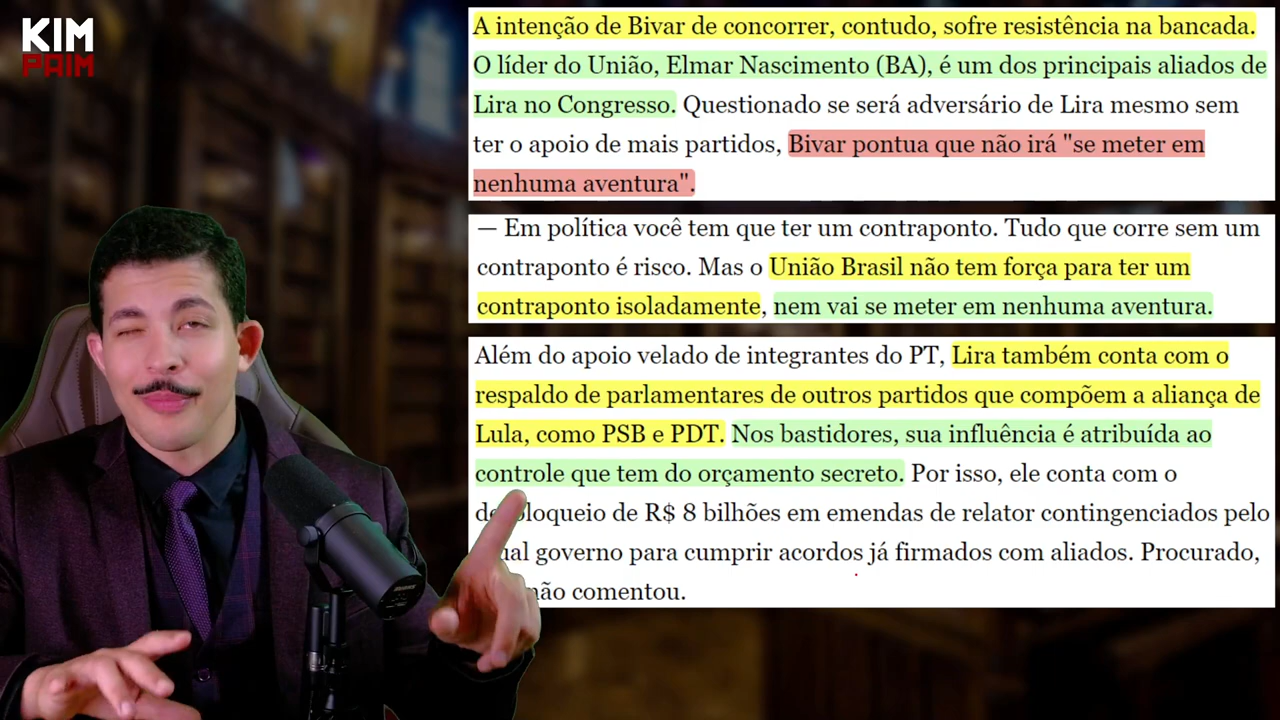 KIM
PAIM
A intenção de Bivar de concorrer, contudo, sofre resistência na bancada.
O líder do União, Elmar Nascimento (BA), é um dos principais aliados de
Lira no Congresso. Questionado se será adversário de Lira mesmo sem
ter o apoio de mais partidos, Bivar pontua que não irá "se meter em
nenhuma aventura".
— Em política você tem que ter um contraponto. Tudo que corre sem um
contraponto é risco. Mas o União Brasil não tem força para ter um
contraponto isoladamente, nem vai se meter em nenhuma aventura.
Além do apoio velado de integrantes do PT, Lira também conta com o
respaldo de parlamentares de outros partidos que compõem a aliança de
Lula, como PSB e PDT. Nos bastidores, sua influência é atribuída ao
controle que tem do orçamento secreto. Por isso, ele conta com o
de R$ 8 bilhões em emendas de relator contingenciados pelo
governo para cumprir acordos já firmados com aliados. Procurado,
não comentou.